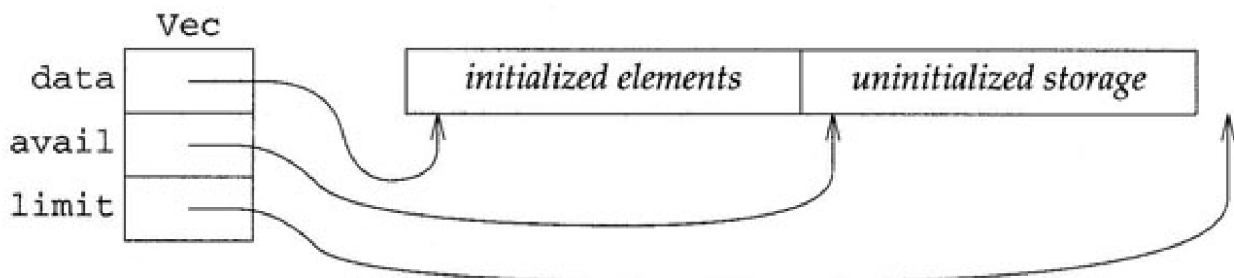 Vec
data
initialized elements
uninitialized storage
avail
limit